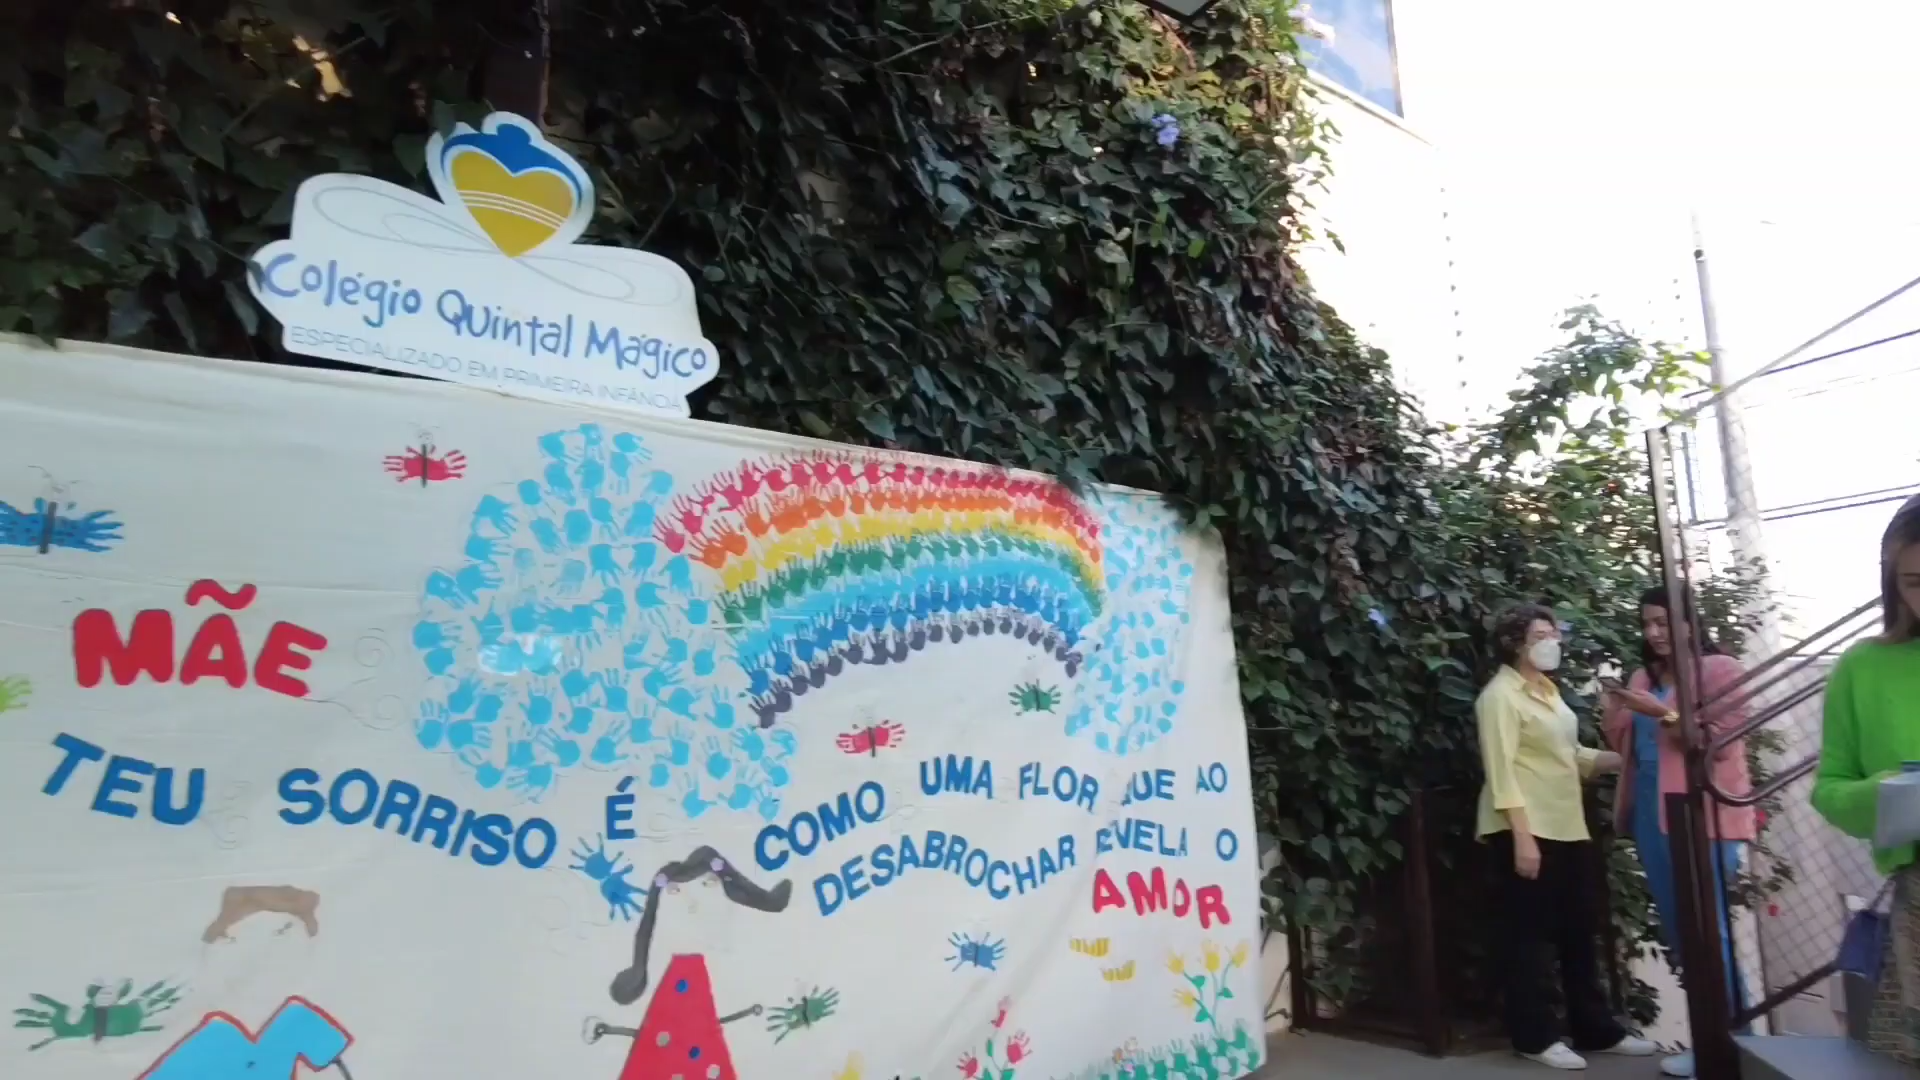 Colégio Quintal Mágico
ESPECIALIZADO EM PRIMEIRA INFÂNCIA
MÃE
TEU SORRISO É COMO UMA FLOR QUE AO
DESABROCHAR REVELA O
AMOR